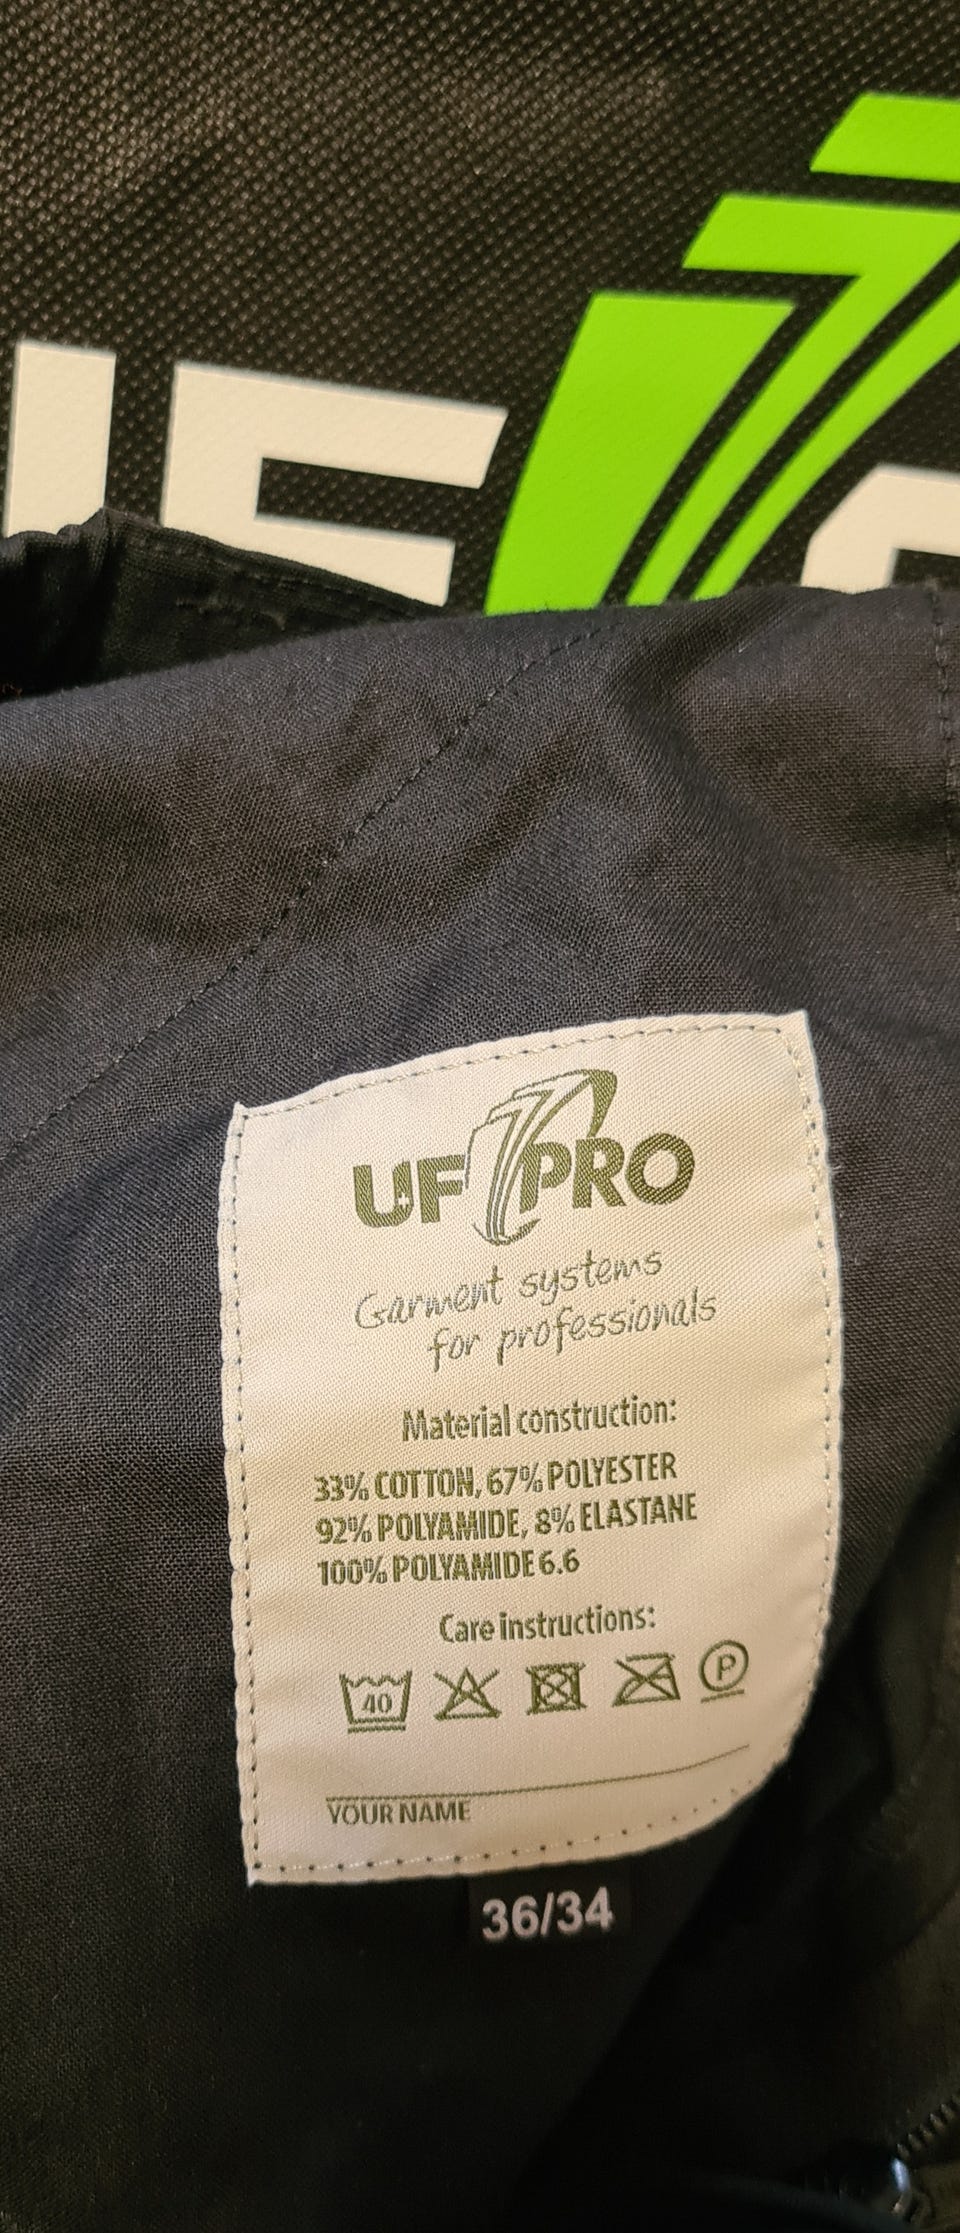 UF PRO
Garment systems
for professionals
Material construction:
33% COTTON, 67% POLYESTER
92% POLYAMIDE, 8% ELASTANE
100% POLYAMIDE 6.6
Care instructions:
40
P
YOUR NAME
36/34